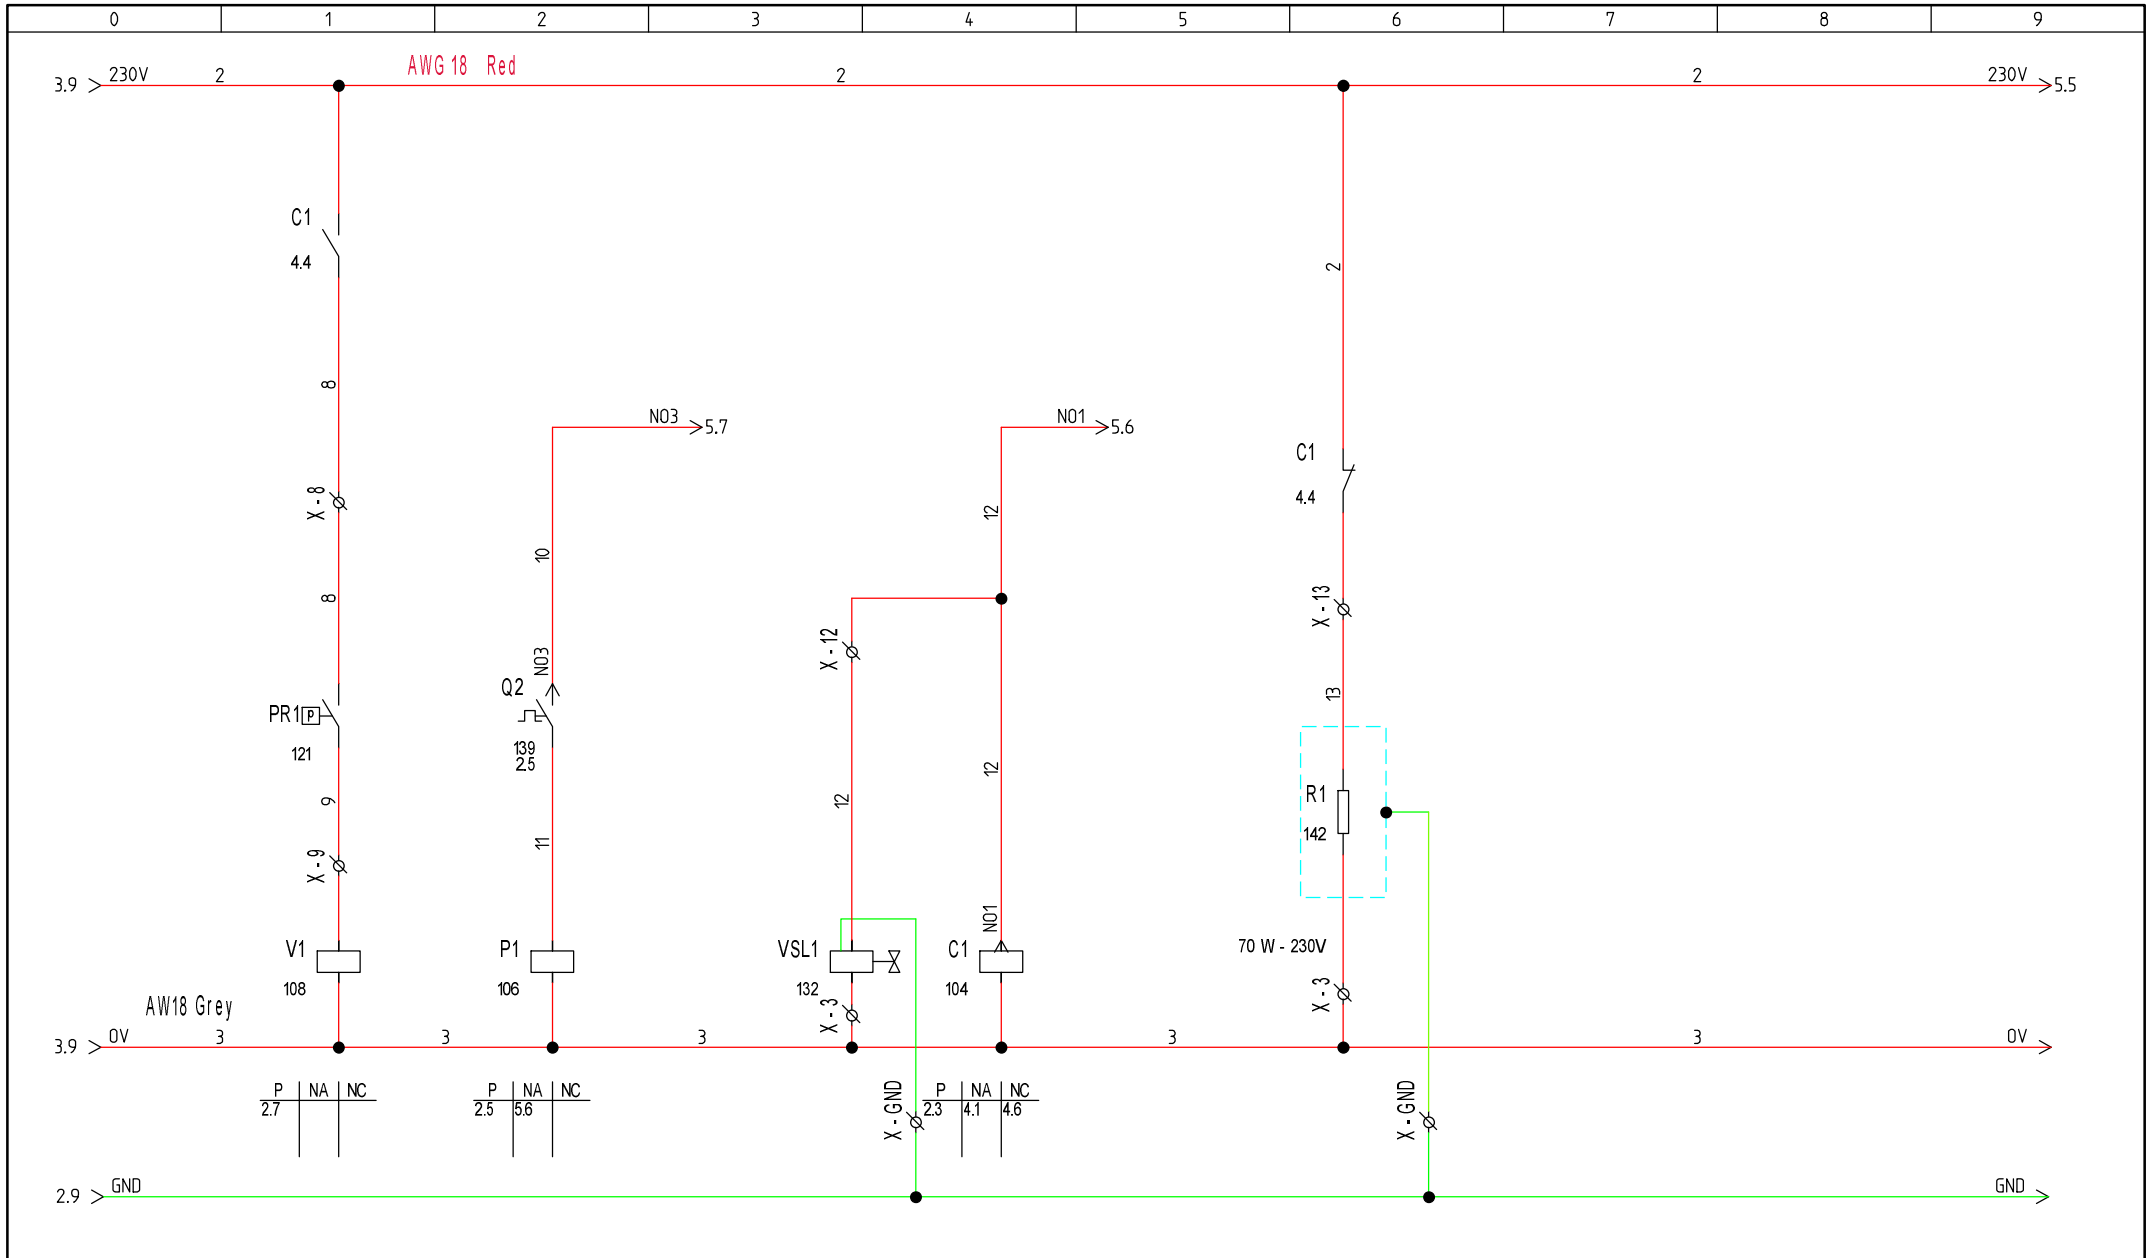 0 1 2 3 4 5 6 7 8 9
AWG 18 Red
3.9 230V 2 2 2 230V 5.5
C1
4.4
2
8
NO3 5.7
NO1 5.6
C1
4.4
X - 8
12
10
8
X - 13
X - 12
NO3
Q2
13
PR1 P
121
139
2.5
12
9
12
R1
142
11
X - 9
NO1
V1
108
P1
106
VSL1
132
C1
104
70 W - 230V
X - 3
X - 3
AW18 Grey
3.9 0V 3 3 3 3 3 0V
P NA NC
2.7
P NA NC
2.5 5.6
X - GND
P NA NC
2.3 4.1 4.6
X - GND
2.9 GND GND